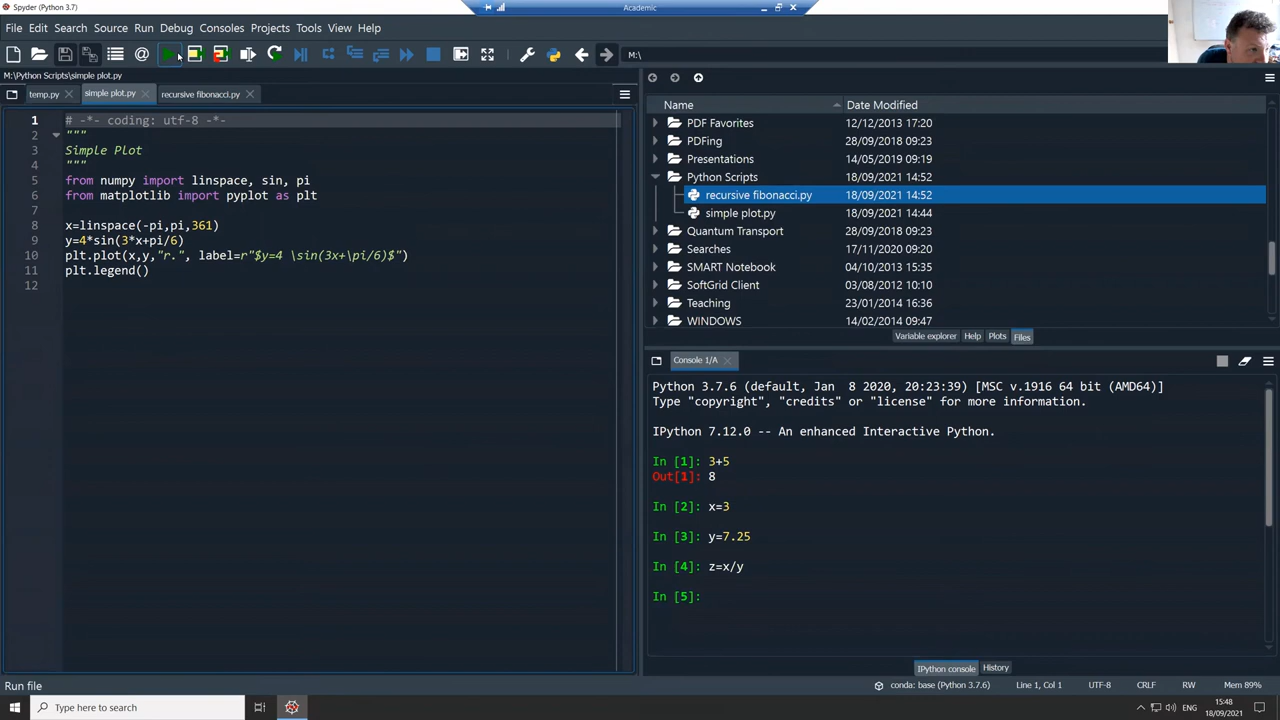 Spyder (Python 3.7)
Academic
File Edit Search Source Run Debug Consoles Projects Tools View Help
M:\
M:\Python Scripts\simple plot.py
temp.py simple plot.py recursive fibonacci.py
1 # -*- coding: utf-8 -*-
2 """
3 Simple Plot
4 """
5 from numpy import linspace, sin, pi
6 from matplotlib import pyplot as plt
7
8 x=linspace(-pi,pi,361)
9 y=4*sin(3*x+pi/6)
10 plt.plot(x,y,"r.", label=r"$y=4 \sin(3x+\pi/6)$")
11 plt.legend()
12
Name Date Modified
PDF Favorites 12/12/2013 17:20
PDFing 28/09/2018 09:23
Presentations 14/05/2019 09:19
Python Scripts 18/09/2021 14:52
recursive fibonacci.py 18/09/2021 14:52
simple plot.py 18/09/2021 14:44
Quantum Transport 28/09/2018 09:23
Searches 17/11/2020 09:20
SMART Notebook 04/10/2013 15:35
SoftGrid Client 03/08/2012 10:10
Teaching 23/01/2014 16:36
WINDOWS 14/02/2014 09:47
Variable explorer Help Plots Files
Console 1/A
Python 3.7.6 (default, Jan  8 2020, 20:23:39) [MSC v.1916 64 bit (AMD64)]
Type "copyright", "credits" or "license" for more information.
IPython 7.12.0 -- An enhanced Interactive Python.
In [1]: 3+5
Out[1]: 8
In [2]: x=3
In [3]: y=7.25
In [4]: z=x/y
In [5]:
IPython console History
Run file
conda: base (Python 3.7.6) Line 1, Col 1 UTF-8 CRLF RW Mem 89%
Type here to search
ENG
15:48
18/09/2021